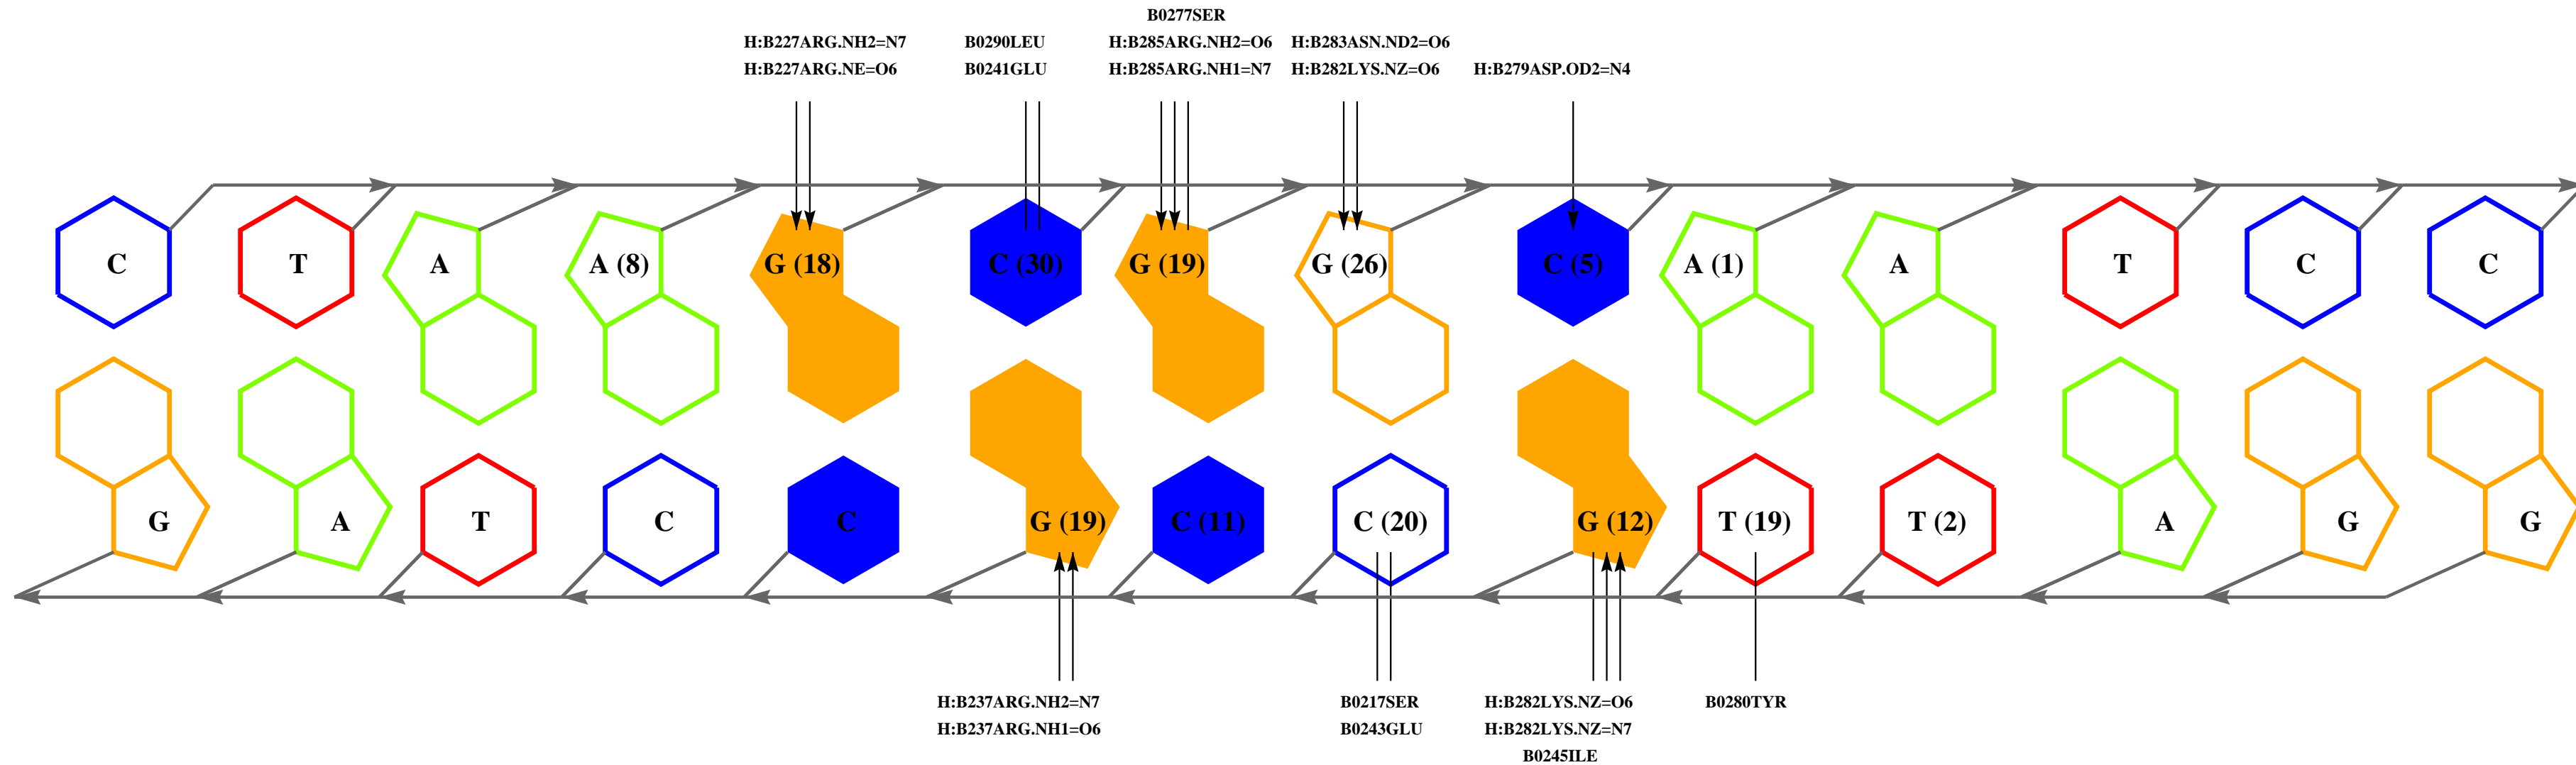 B0277SER
H:B227ARG.NH2=N7 B0290LEU H:B285ARG.NH2=O6 H:B283ASN.ND2=O6
H:B227ARG.NE=O6 B0241GLU H:B285ARG.NH1=N7 H:B282LYS.NZ=O6 H:B279ASP.OD2=N4
C T A A (8) G (18) C (30) G (19) G (26) C (5) A (1) A T C C
G A T C C G (19) C (11) C (20) G (12) T (19) T (2) A G G
H:B237ARG.NH2=N7 B0217SER H:B282LYS.NZ=O6 B0280TYR
H:B237ARG.NH1=O6 B0243GLU H:B282LYS.NZ=N7
B0245ILE